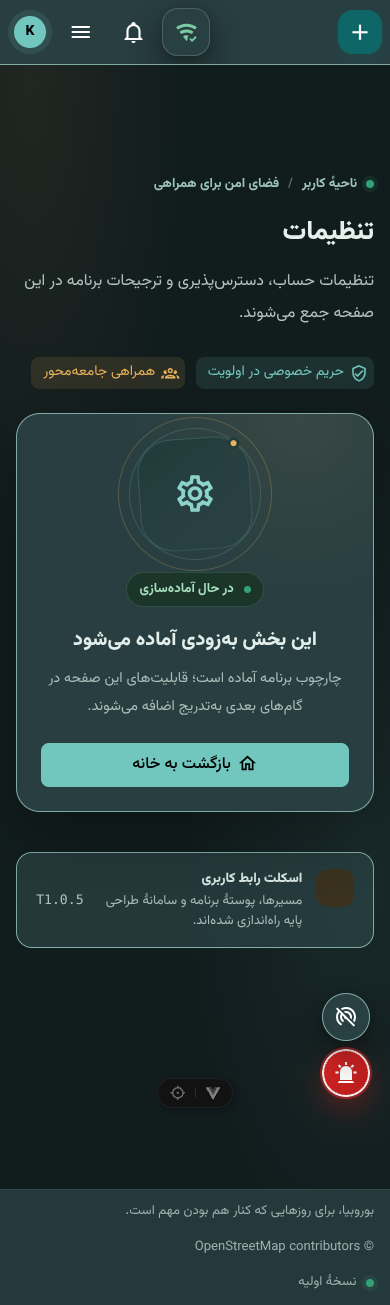 K
ناحیهٔ کاربر / فضای امن برای همراهی
تنظیمات
تنظیمات حساب، دسترس‌پذیری و ترجیحات برنامه در این
صفحه جمع می‌شوند.
حریم خصوصی در اولویت
همراهی جامعه‌محور
در حال آماده‌سازی
این بخش به‌زودی آماده می‌شود
چارچوب برنامه آماده است؛ قابلیت‌های این صفحه در
گام‌های بعدی به‌تدریج اضافه می‌شوند.
بازگشت به خانه
اسکلت رابط کاربری
مسیرها، پوستهٔ برنامه و سامانهٔ طراحی
پایه راه‌اندازی شده‌اند.
T1.0.5
بوروبیا، برای روزهایی که کنار هم بودن مهم است.
© OpenStreetMap contributors
نسخهٔ اولیه